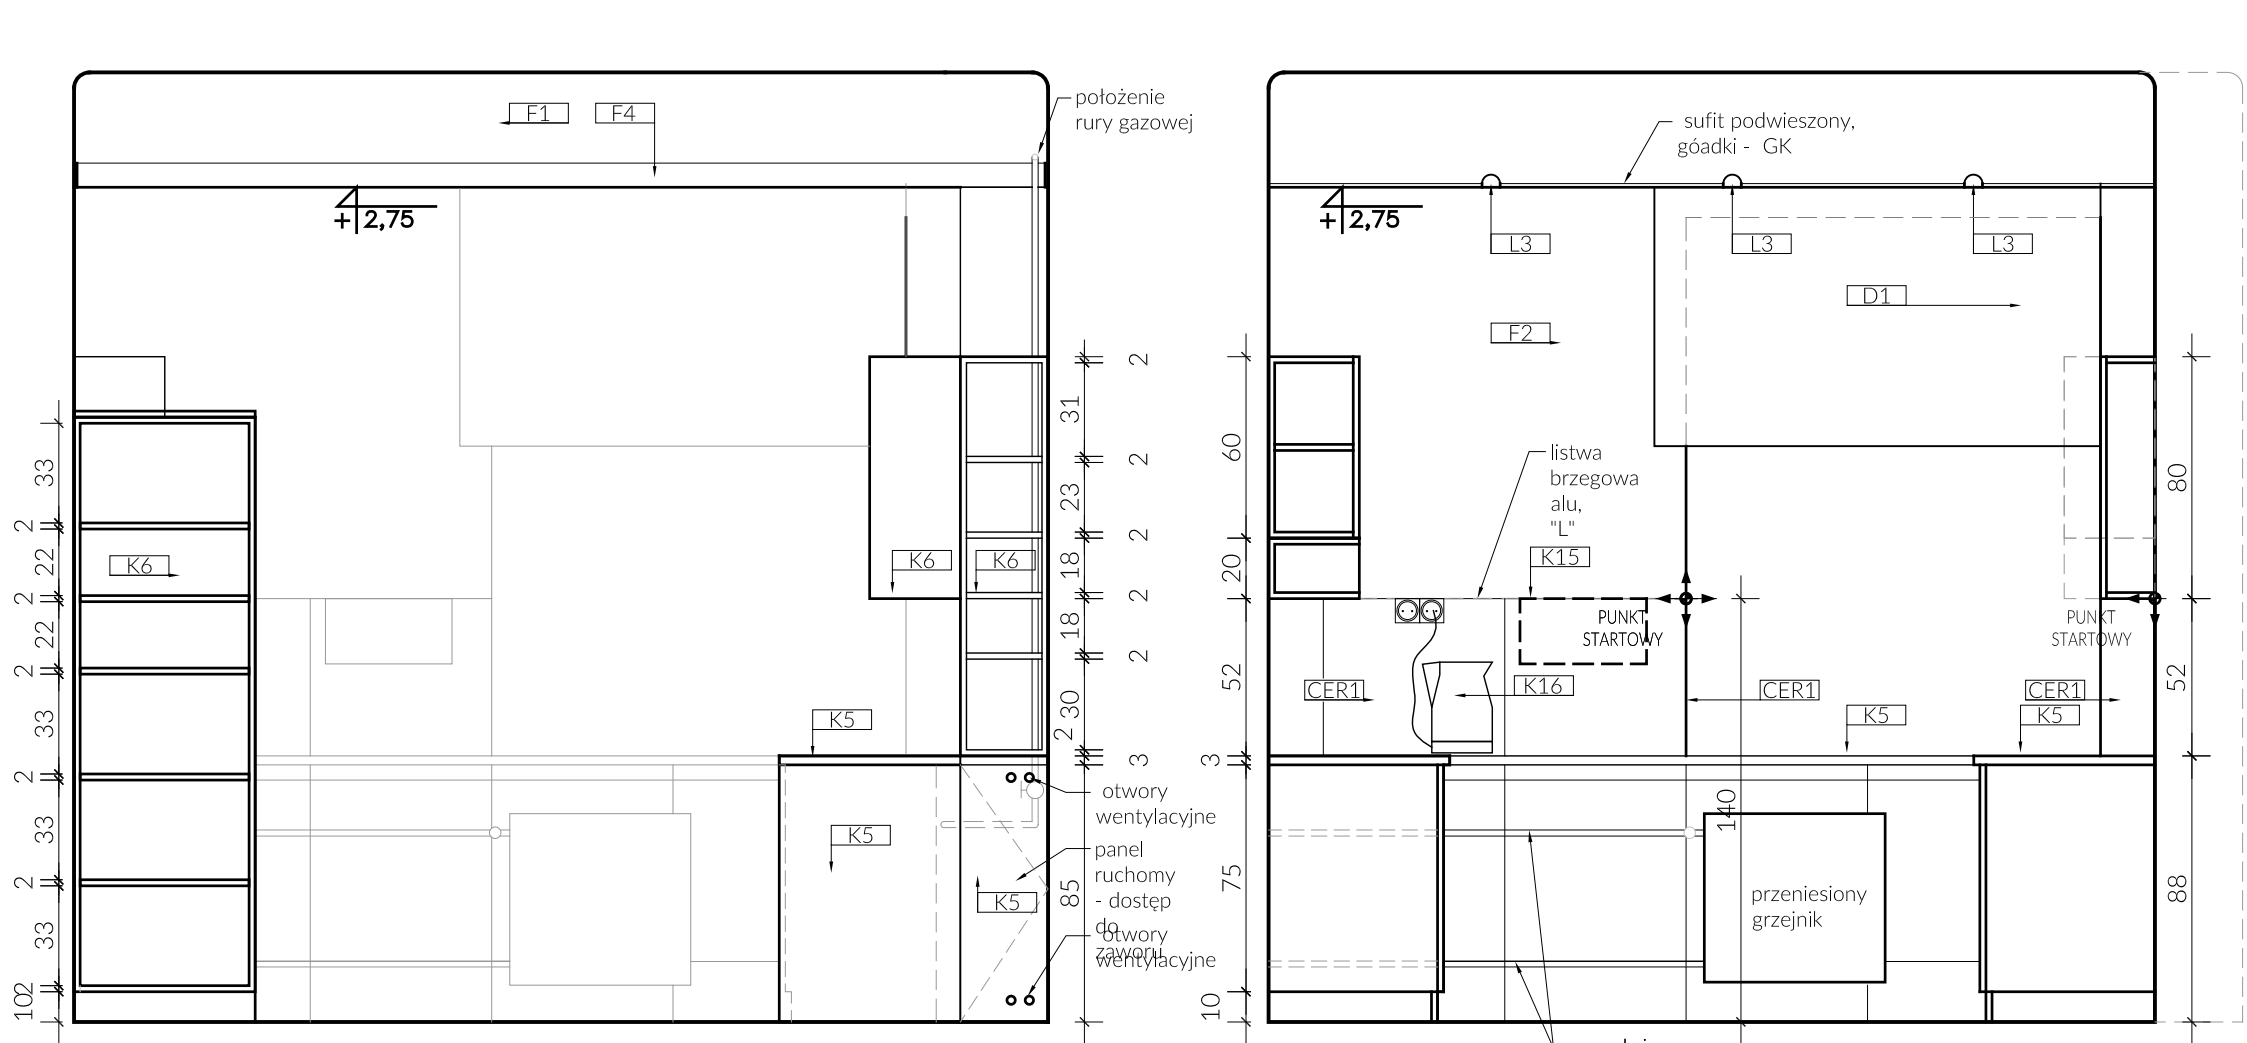 F1
F4
położenie
rury gazowej
+ 2,75
K6
K6
K6
K5
K5
K5
33
2
22
2
22
2
33
2
33
2
33
2
10
2
31
2
23
2
18
2
18
2
30
2
3
85
otwory
wentylacyjne
panel
ruchomy
- dostęp
do
zaworu
otwory
wentylacyjne
sufit podwieszony,
góadki - GK
+ 2,75
L3
L3
L3
D1
F2
listwa
brzegowa
alu,
"L"
K15
PUNKT
STARTOWY
PUNKT
STARTOWY
CER1
K16
CER1
CER1
K5
K5
60
20
52
3
75
10
140
przeniesiony
grzejnik
80
52
88